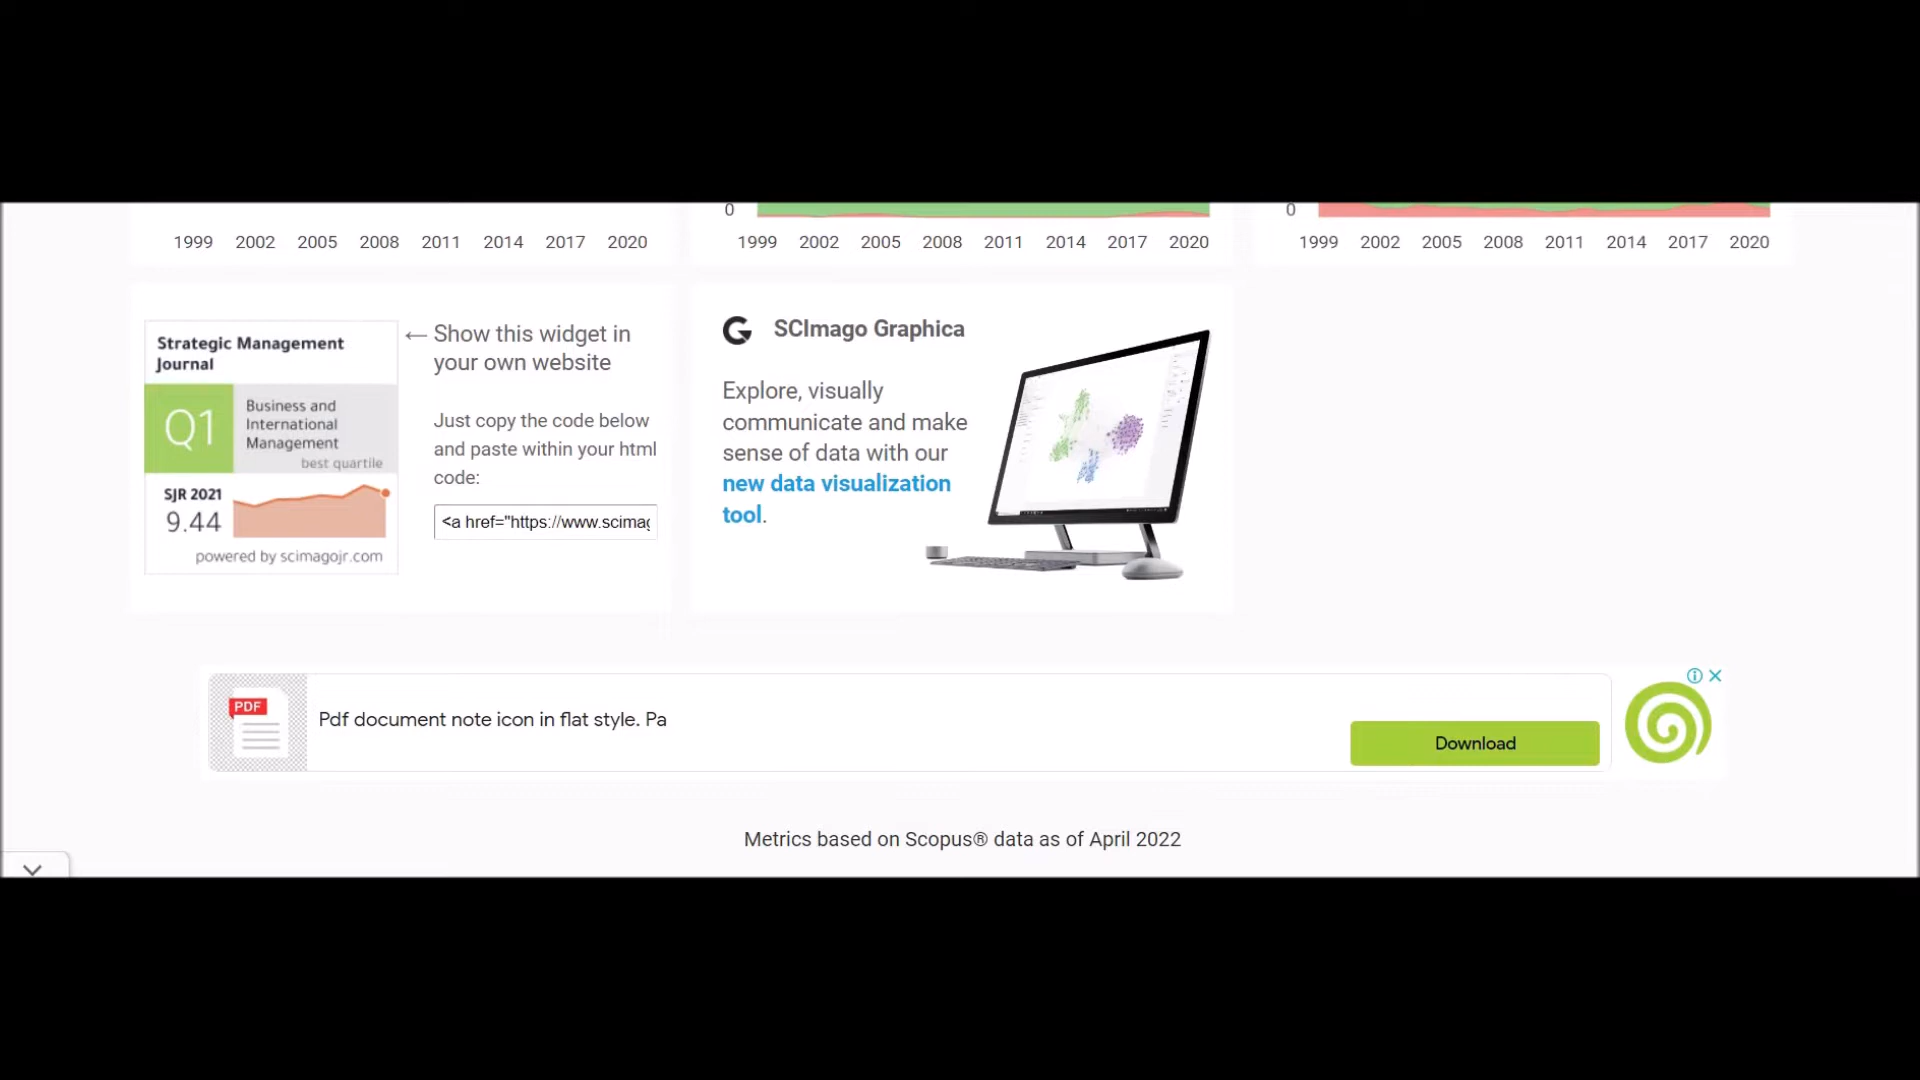 0
0
1999 2002 2005 2008 2011 2014 2017 2020
1999 2002 2005 2008 2011 2014 2017 2020
1999 2002 2005 2008 2011 2014 2017 2020
Strategic Management
Journal
Q1
Business and
International
Management
best quartile
SJR 2021
9.44
powered by scimagojr.com
← Show this widget in
your own website
Just copy the code below
and paste within your html
code:
<a href="https://www.scimag
SCImago Graphica
Explore, visually
communicate and make
sense of data with our
new data visualization
tool.
PDF
Pdf document note icon in flat style. Pa
Download
Metrics based on Scopus® data as of April 2022